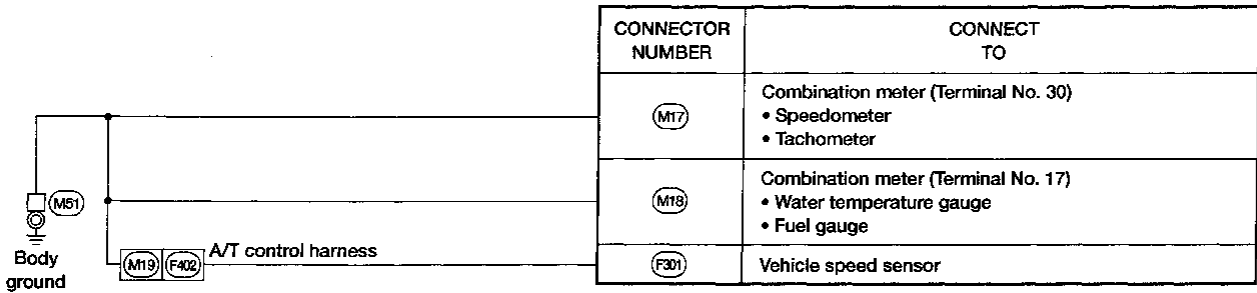 CONNECTOR
NUMBER
CONNECT
TO
M17
Combination meter (Terminal No. 30)
• Speedometer
• Tachometer
M18
Combination meter (Terminal No. 17)
• Water temperature gauge
• Fuel gauge
F301
Vehicle speed sensor
M51
Body
ground
M19 F402 A/T control harness